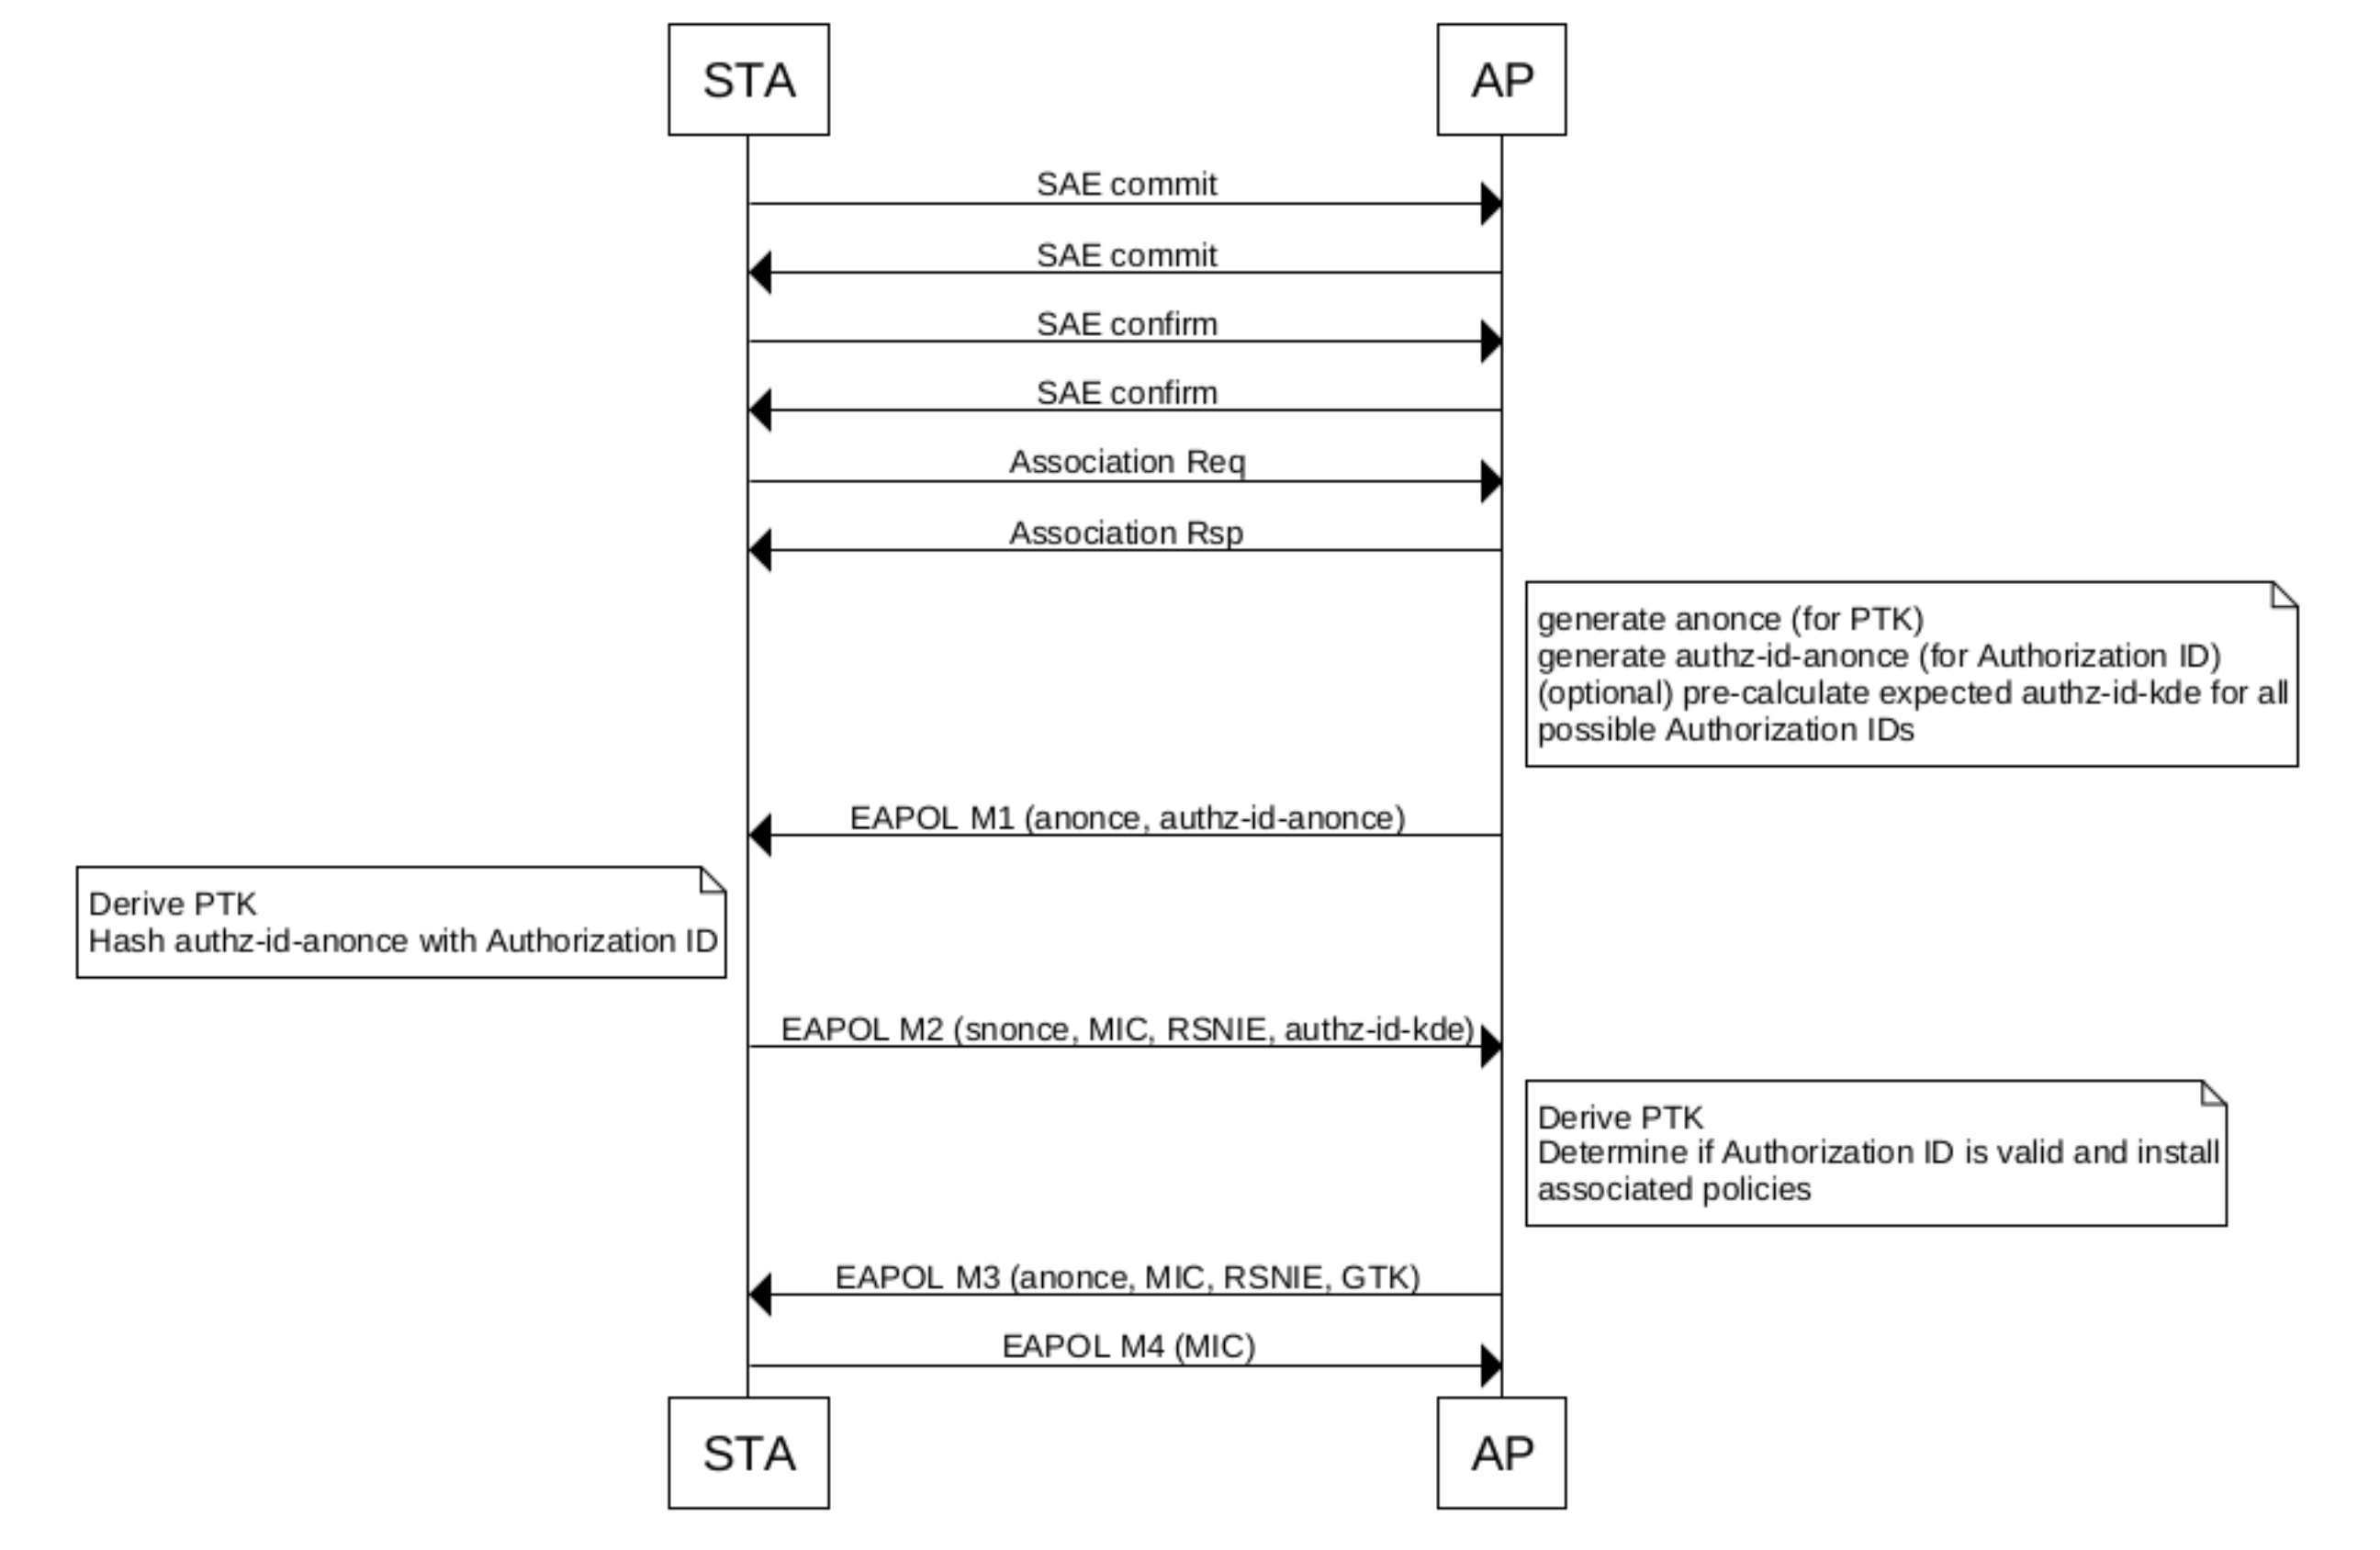 STA
AP
SAE commit
SAE commit
SAE confirm
SAE confirm
Association Req
Association Rsp
generate anonce (for PTK)
generate authz-id-anonce (for Authorization ID)
(optional) pre-calculate expected authz-id-kde for all
possible Authorization IDs
EAPOL M1 (anonce, authz-id-anonce)
Derive PTK
Hash authz-id-anonce with Authorization ID
EAPOL M2 (snonce, MIC, RSNIE, authz-id-kde)
Derive PTK
Determine if Authorization ID is valid and install
associated policies
EAPOL M3 (anonce, MIC, RSNIE, GTK)
EAPOL M4 (MIC)
STA
AP